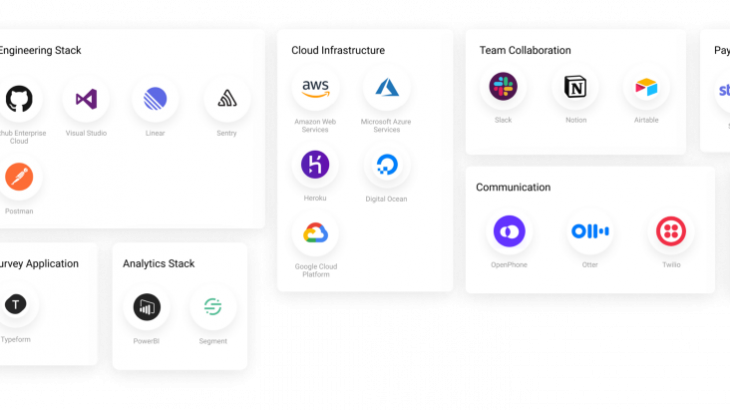 Engineering Stack
thub Enterprise
Cloud
Visual Studio
Linear
Sentry
Postman
urvey Application
T
Typeform
Analytics Stack
PowerBI
Segment
Cloud Infrastructure
aws
Amazon Web
Services
Microsoft Azure
Services
Heroku
Digital Ocean
Google Cloud
Platform
Team Collaboration
N
Slack
Notion
Airtable
Communication
OpenPhone
Otter
Twilio
Pay
st